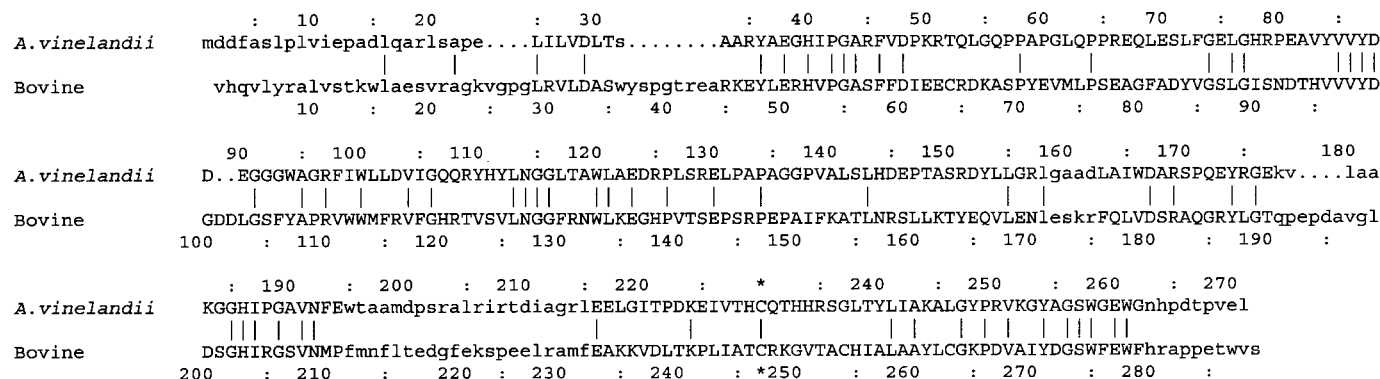 : 10 : 20 : 30 : 40 : 50 : 60 : 70 : 80 :
A.vinelandii mddfaslplviepadlqarlsape....LILVDLTs........AARYAEGHIPGARFVDPKRTQLGQPPAPGLQPPREQLESLFGELGHRPEAVYVVYD
Bovine vhqvlyralvstkwlaesvragkvgpgLRVLDASwyspgtreaRKEYLERHVPGASFFDIEECRDKASPYEVMLPSEAGFADYVGSLGISNDTHVVVYD
10 : 20 : 30 : 40 : 50 : 60 : 70 : 80 : 90 :
90 : 100 : 110 : 120 : 130 : 140 : 150 : 160 : 170 : 180
A.vinelandii D..EGGGWAGRFIWLLDVIGQQRYHYLNGGLTAWLAEDRPLSRELPAPAGGPVALSLHDEPTASRDYLLGRlgaadLAIWDARSPQEYRGEkv....laa
Bovine GDDLGSFYAPRVWWMFRVFGHRTVSVLNGGFRNWLKEGHPVTSEPSRPEPAIFKATLNRSLLKTYEQVLENleskrFQLVDSRAQGRYLGTqpepdavgl
100 : 110 : 120 : 130 : 140 : 150 : 160 : 170 : 180 : 190 :
: 190 : 200 : 210 : 220 : * : 240 : 250 : 260 : 270
A.vinelandii KGGHIPGAVNFEwtaamdpsralrirtdiagrlEELGITPDKEIVTHCQTHHRSGLTYLIAKALGYPRVKGYAGSWGEWGnhpdtpvel
Bovine DSGHIRGSVNMPfmnfltedgfekspeelramfEAKKVDLTKPLIATCRKGVTACHIALAAYLCGKPDVAIYDGSWFEWFhrappetwvs
200 : 210 : 220 : 230 : 240 :*250 : 260 : 270 : 280 :